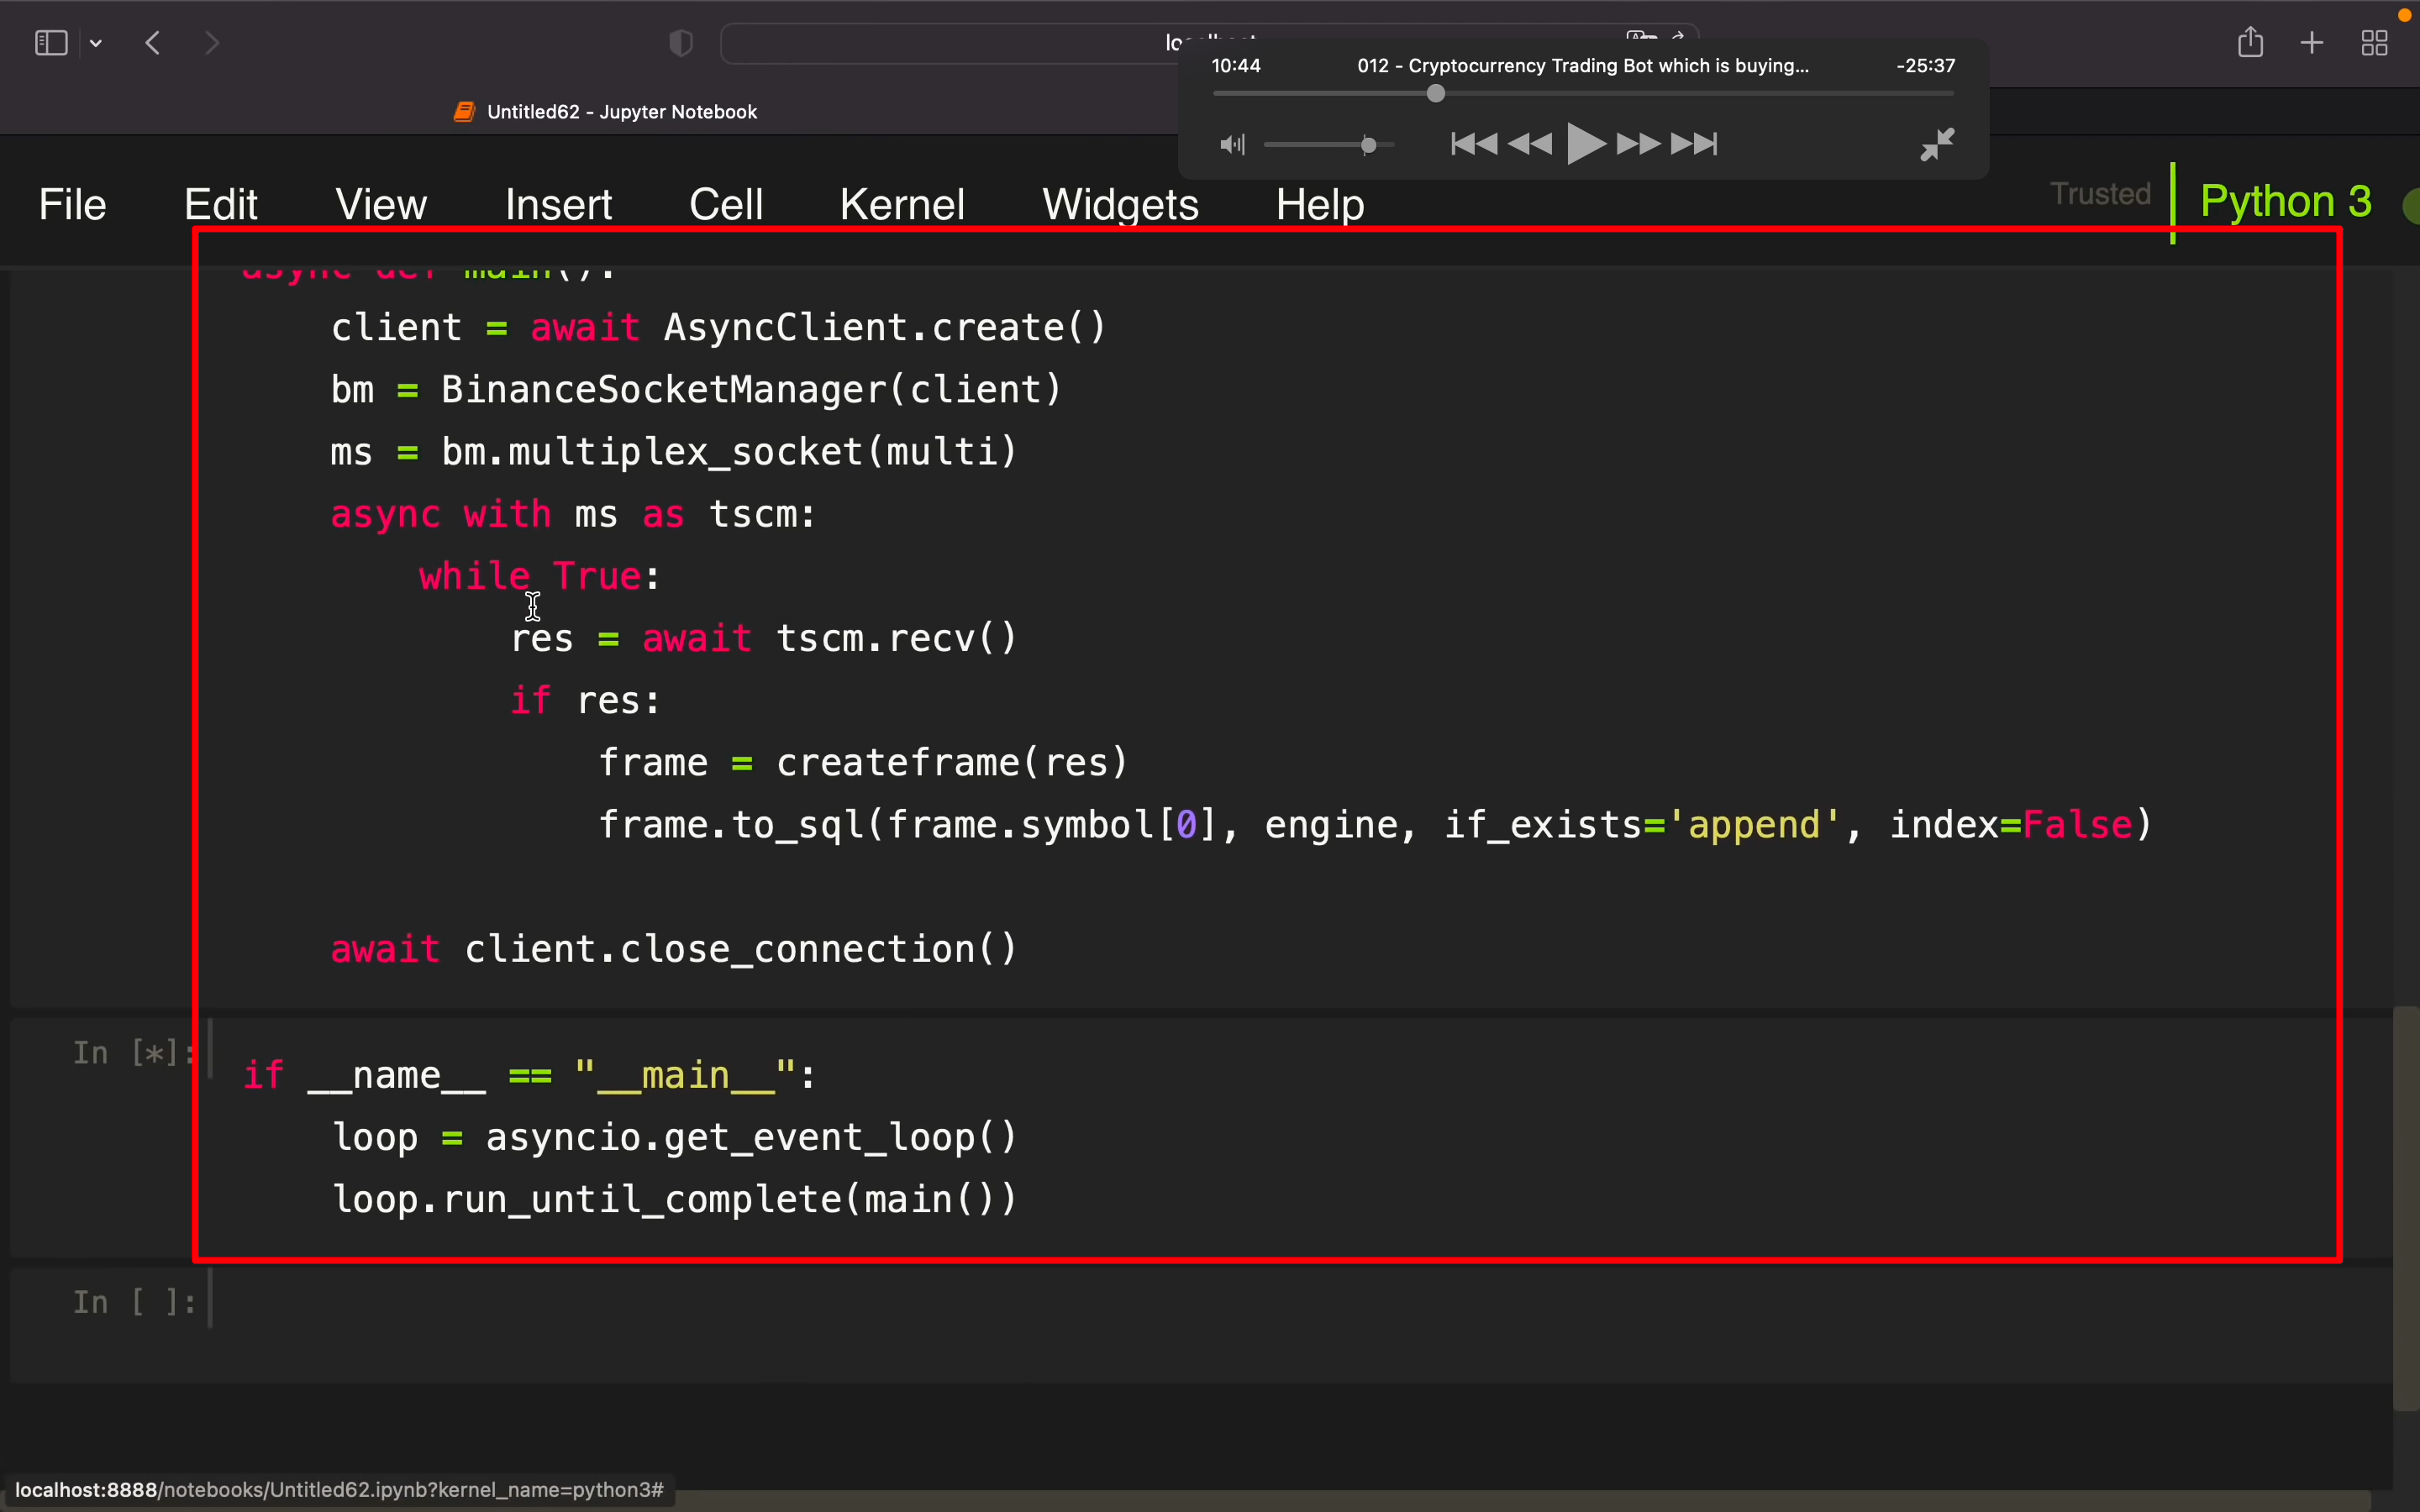 10:44 012 - Cryptocurrency Trading Bot which is buying... -25:37
Untitled62 - Jupyter Notebook
File Edit View Insert Cell Kernel Widgets Help Trusted Python 3
async def main():
client = await AsyncClient.create()
bm = BinanceSocketManager(client)
ms = bm.multiplex_socket(multi)
async with ms as tscm:
while True:
res = await tscm.recv()
if res:
frame = createframe(res)
frame.to_sql(frame.symbol[0], engine, if_exists='append', index=False)
await client.close_connection()
In [*]: if __name__ == "__main__":
loop = asyncio.get_event_loop()
loop.run_until_complete(main())
In [ ]:
localhost:8888/notebooks/Untitled62.ipynb?kernel_name=python3#